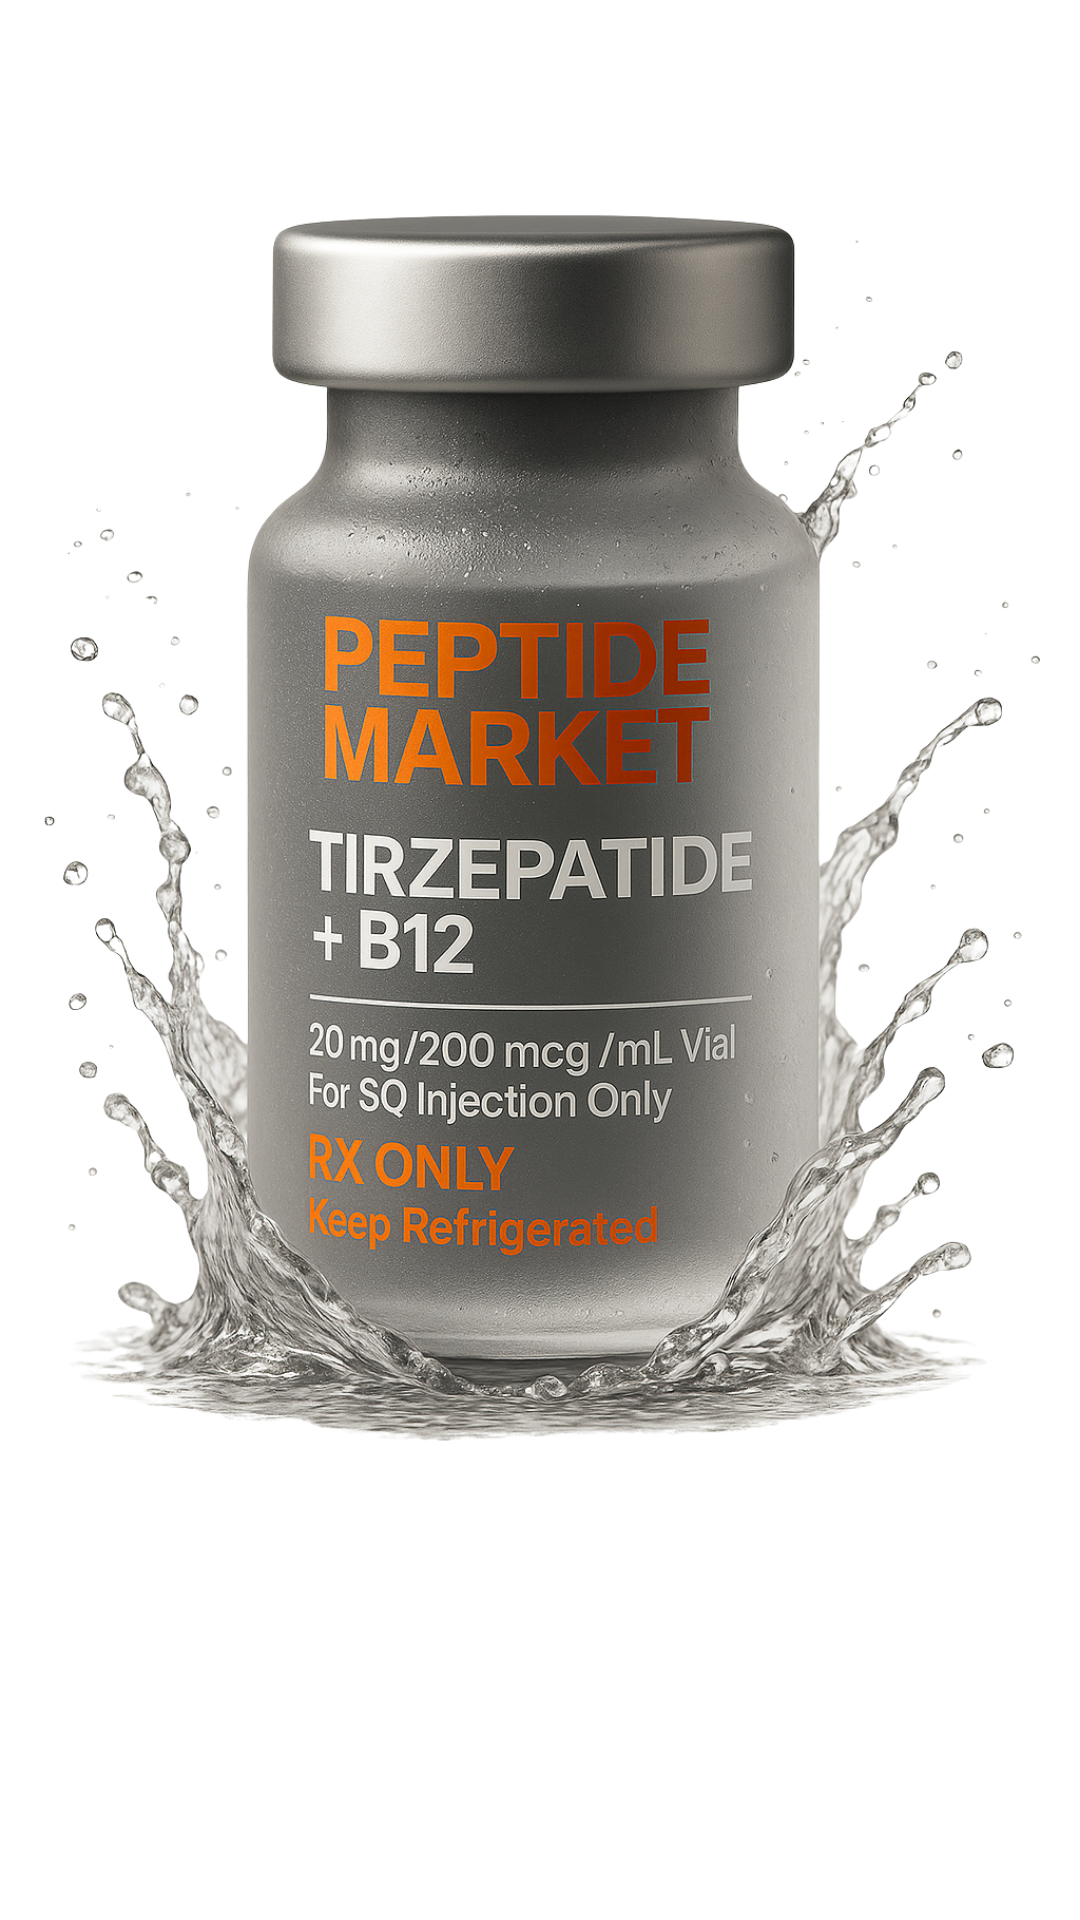 PEPTIDE
MARKET
TIRZEPATIDE
+ B12
20 mg/200 mcg /mL Vial
For SQ Injection Only
RX ONLY
Keep Refrigerated